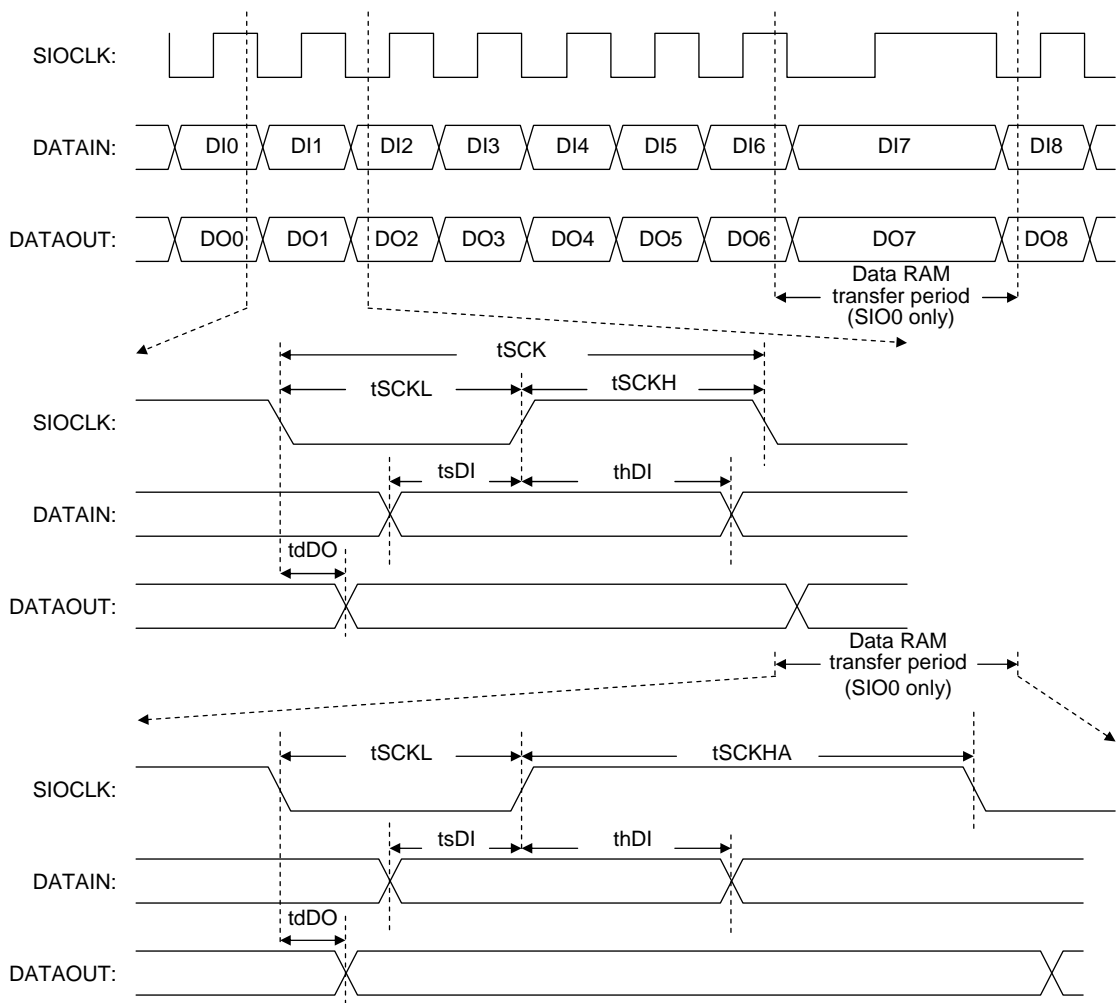 SIOCLK:
DATAIN: DI0 DI1 DI2 DI3 DI4 DI5 DI6 DI7 DI8
DATAOUT: DO0 DO1 DO2 DO3 DO4 DO5 DO6 DO7 DO8
Data RAM
transfer period
(SIO0 only)
tSCK
tSCKL tSCKH
SIOCLK:
tsDI thDI
DATAIN:
tdDO
DATAOUT:
Data RAM
transfer period
(SIO0 only)
tSCKL tSCKHA
SIOCLK:
tsDI thDI
DATAIN:
tdDO
DATAOUT: